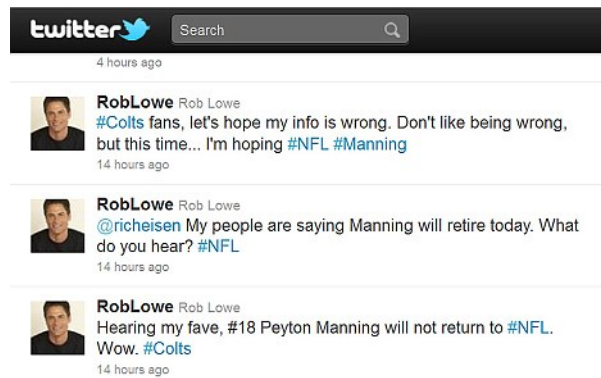 twitter Search
4 hours ago
RobLowe Rob Lowe
#Colts fans, let's hope my info is wrong. Don't like being wrong,
but this time... I'm hoping #NFL #Manning
14 hours ago
RobLowe Rob Lowe
@richeisen My people are saying Manning will retire today. What
do you hear? #NFL
14 hours ago
RobLowe Rob Lowe
Hearing my fave, #18 Peyton Manning will not return to #NFL.
Wow. #Colts
14 hours ago